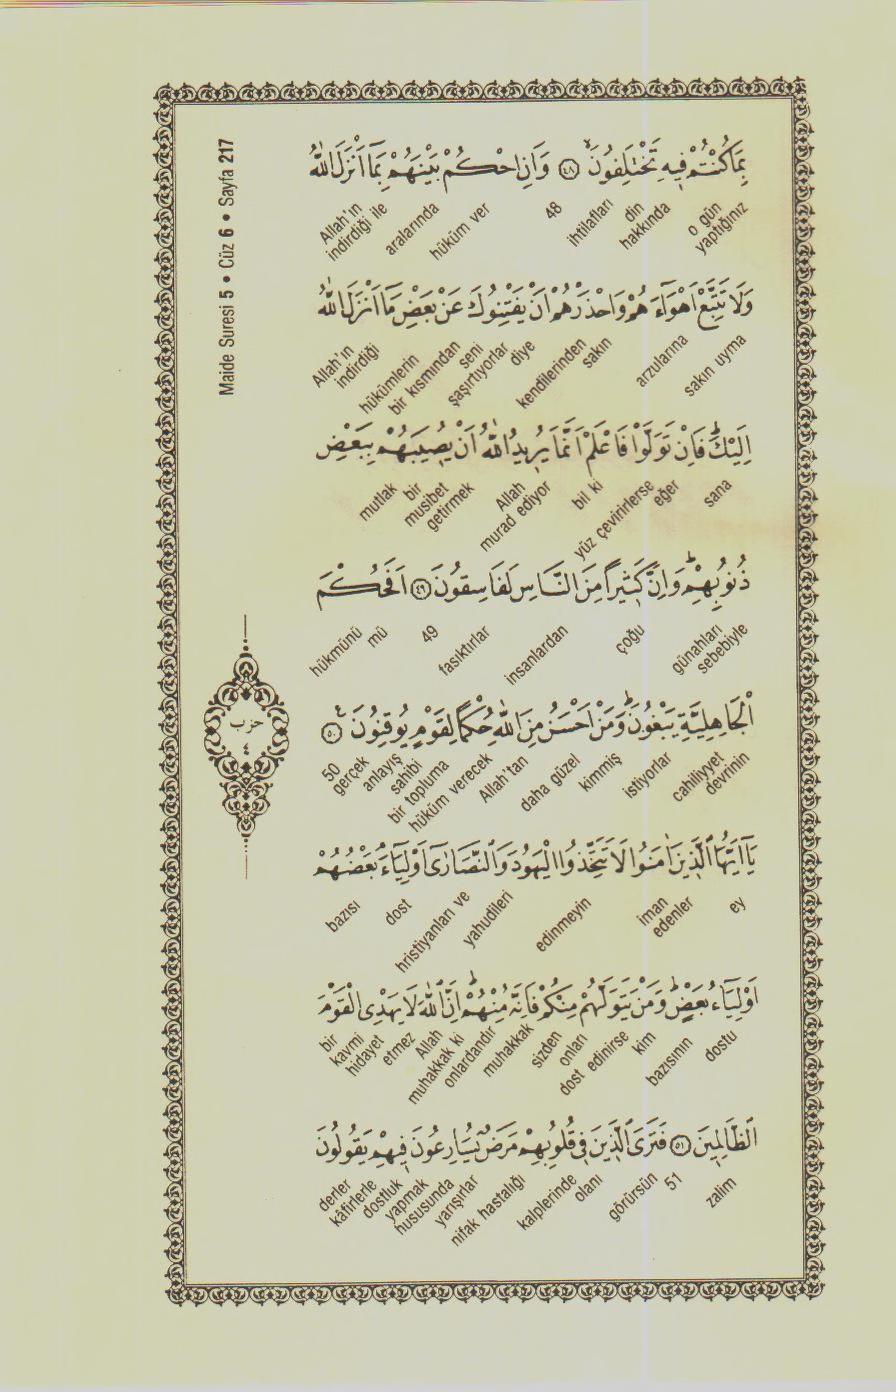 Maide Suresi 5 • Cüz 6 • Sayfa 217
بِمَا كُنْتُمْ فِيهِ تَخْتَلِفُونَ ﴿٤٨﴾ وَاَنِ احْكُمْ بَيْنَهُمْ بِمَٓا اَنْزَلَ اللّٰهُ
o gün yaptığınız din hakkında ihtilafları 48 hüküm ver aralarında Allah'ın indirdiği ile
وَلَا تَتَّبِعْ اَهْوَٓاءَهُمْ وَاحْذَرْهُمْ اَنْ يَفْتِنُوكَ عَنْ بَعْضِ مَٓا اَنْزَلَ اللّٰهُ
sakın uyma arzularına sakın kendilerinden diye şaşırtıyorlar seni bir kısmından hükümlerin Allah'ın indirdiği
اِلَيْكَۜ فَاِنْ تَوَلَّوْا فَاعْلَمْ اَنَّمَا يُرِيدُ اللّٰهُ اَنْ يُصِيبَهُمْ بِبَعْضِ
sana eğer yüz çevirirlerse bil ki Allah murad ediyor bir musibet getirmek mutlak
ذُنُوبِهِمْۜ وَاِنَّ كَثِيرًا مِنَ النَّاسِ لَفَاسِقُونَ ﴿٤٩﴾ اَفَحُكْمَ
günahları sebebiyle çoğu insanlardan fasıktırlar 49 mü hükmünü
الْجَاهِلِيَّةِ يَبْغُونَۜ وَمَنْ اَحْسَنُ مِنَ اللّٰهِ حُكْمًا لِقَوْمٍ يُوقِنُونَ ﴿٥٠﴾ ع
cahiliyyet devrinin istiyorlar kimmiş daha güzel Allah'tan hüküm verecek bir topluma gerçek anlayış sahibi 50
حزب
٤
يَٓا اَيُّهَا الَّذِينَ اٰمَنُوا لَا تَتَّخِذُوا الْيَهُودَ وَالنَّصَارٰٓى اَوْلِيَٓاءَۢ بَعْضُهُمْ
ey iman edenler edinmeyin yahudileri hristiyanları ve dost bazısı
اَوْلِيَٓاءُ بَعْضٍۜ وَمَنْ يَتَوَلَّهُمْ مِنْكُمْ فَاِنَّهُ مِنْهُمْۜ اِنَّ اللّٰهَ لَا يَهْدِى الْقَوْمَ
dostu bazısının kim dost edinirse onları sizden muhakkak onlardandır muhakkak ki Allah etmez hidayet kavmi bir
الظَّالِمِينَ ﴿٥١﴾ فَتَرَى الَّذِينَ فِى قُلُوبِهِمْ مَرَضٌ يُسَارِعُونَ فِيهِمْ يَقُولُونَ
zalim 51 görürsün olanı kalplerinde nifak hastalığı yarışırlar hususunda yapmak dostluk kâfirlerle derler